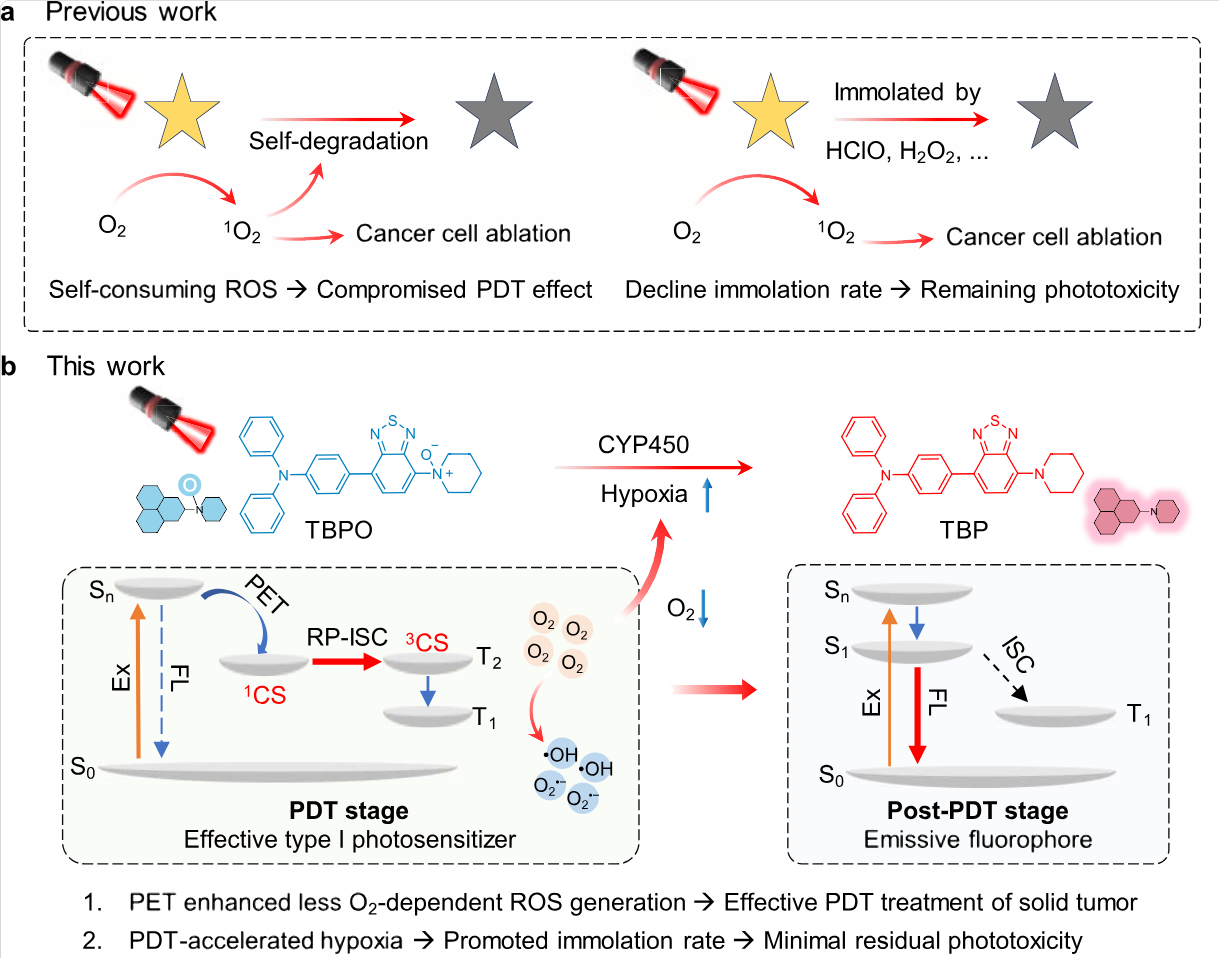 a Previous work
Immolated by
Self-degradation
HClO, H₂O₂, ...
O₂
¹O₂
Cancer cell ablation
O₂
¹O₂
Cancer cell ablation
Self-consuming ROS → Compromised PDT effect
Decline immolation rate → Remaining phototoxicity
b This work
S
N N
O⁻
N⁺
N
O
N
TBPO
CYP450
Hypoxia
S
N N
N
N
N
TBP
O₂
Sₙ
PET
RP-ISC
³CS
T₂
¹CS
T₁
Ex
FL
S₀
O₂
O₂
O₂
O₂
•OH
•OH
O₂•⁻
O₂•⁻
PDT stage
Effective type I photosensitizer
Sₙ
S₁
ISC
Ex
FL
T₁
S₀
Post-PDT stage
Emissive fluorophore
1. PET enhanced less O₂-dependent ROS generation → Effective PDT treatment of solid tumor
2. PDT-accelerated hypoxia → Promoted immolation rate → Minimal residual phototoxicity